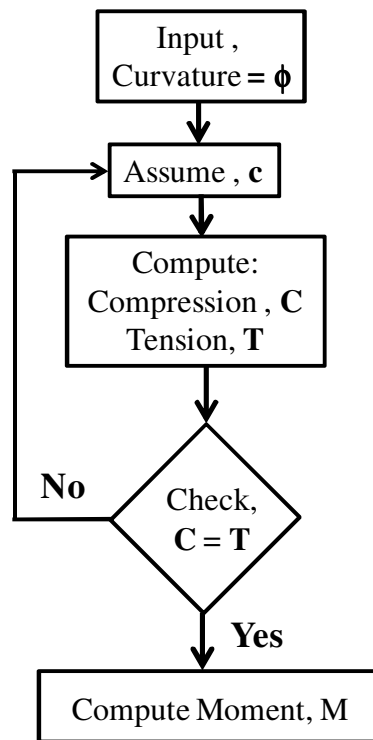 Input ,
Curvature = ϕ
Assume , c
Compute:
Compression , C
Tension, T
No
Check,
C = T
Yes
Compute Moment, M